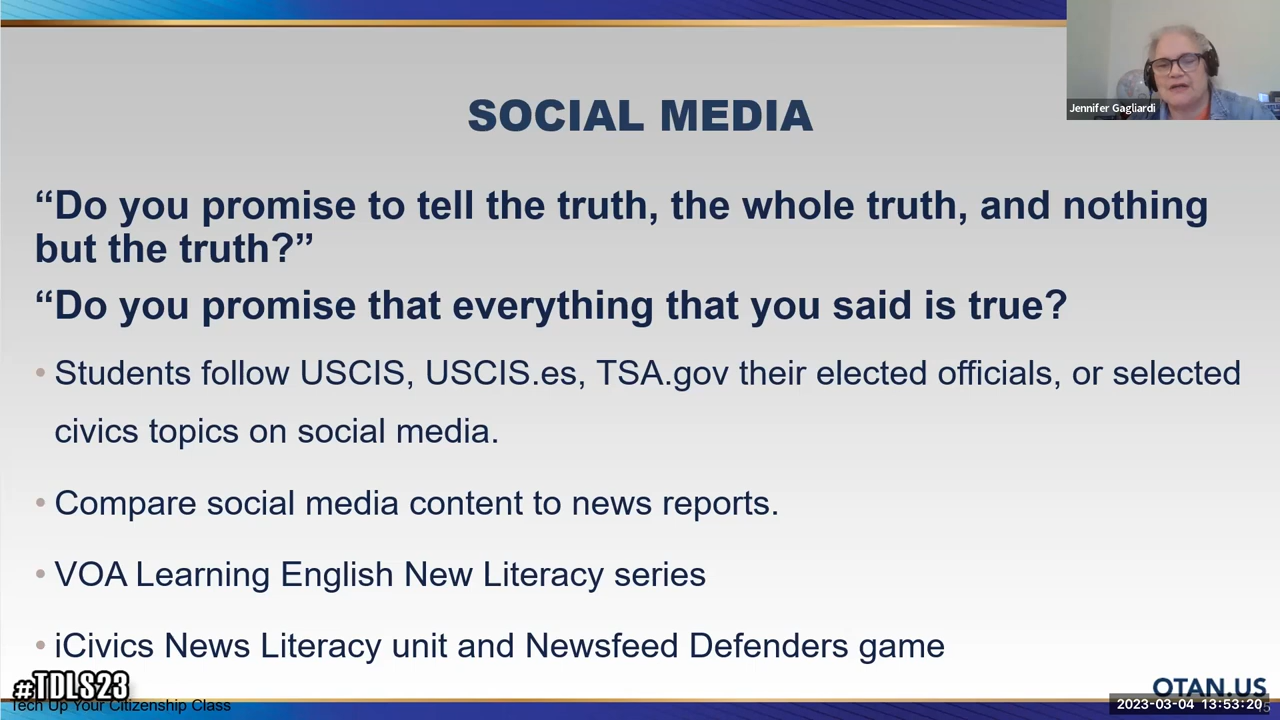 Jennifer Gagliardi
SOCIAL MEDIA
“Do you promise to tell the truth, the whole truth, and nothing
but the truth?”
“Do you promise that everything that you said is true?
• Students follow USCIS, USCIS.es, TSA.gov their elected officials, or selected
civics topics on social media.
• Compare social media content to news reports.
• VOA Learning English New Literacy series
• iCivics News Literacy unit and Newsfeed Defenders game
#TDLS23
Tech Up Your Citizenship Class
OTAN.US
2023-03-04 13:53:20